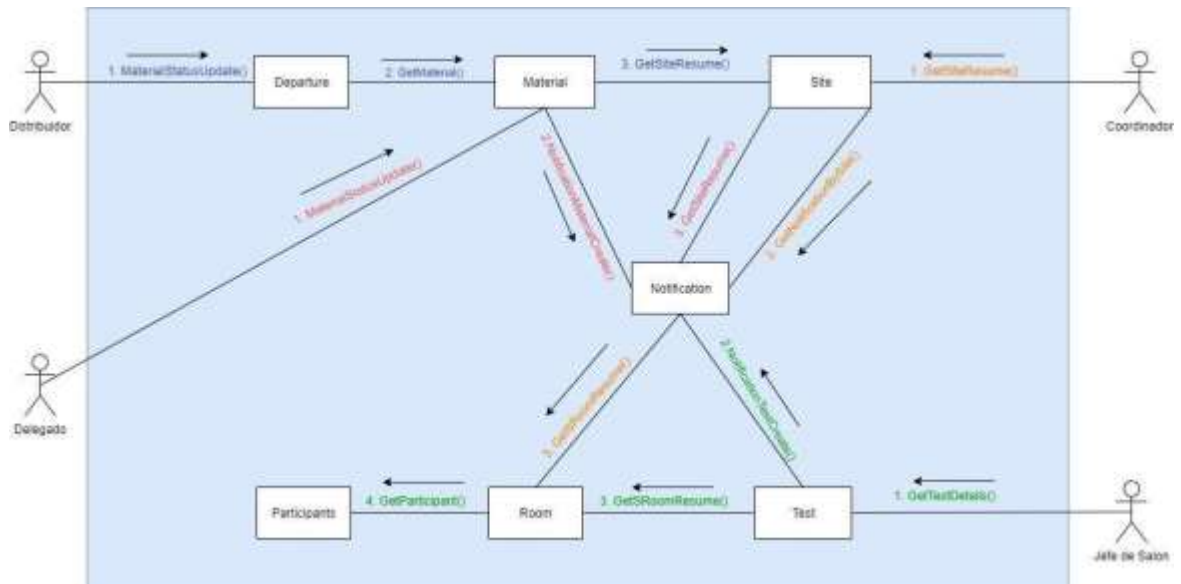 1. MaterialStatusUpdate()
2. GetMaterial()
3. GetSiteResume()
1. GetSiteResume()
Departure
Material
Site
Distribuidor
Coordinador
1. MaterialStatusUpdate()
2.NotificationMaterialCreate()
3. GetSiteResume()
2. GetNotificationBySite()
Notification
Delegado
3. GetSRoomResume()
2.NotificationTestCreate()
4. GetParticipant()
3. GetSRoomResume()
1. GetTestDetails()
Participants
Room
Test
Jefe de Salon